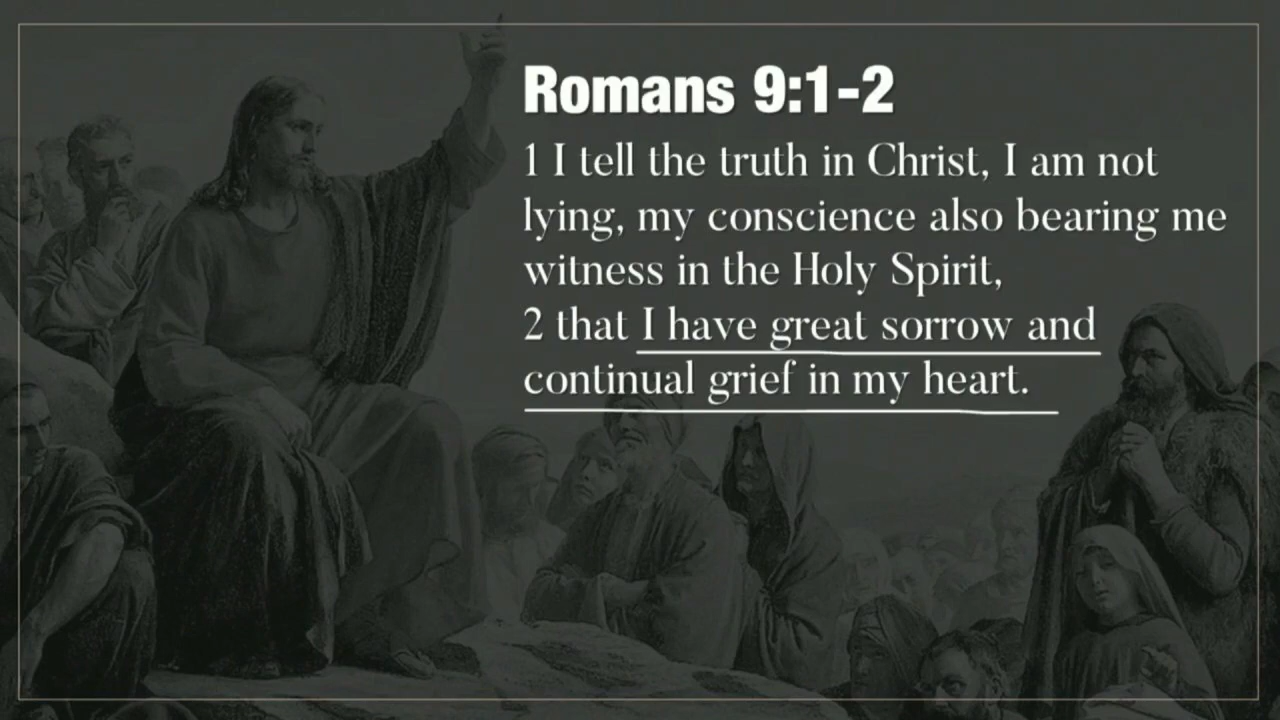 Romans 9:1-2
1 I tell the truth in Christ, I am not
lying, my conscience also bearing me
witness in the Holy Spirit,
2 that I have great sorrow and
continual grief in my heart.